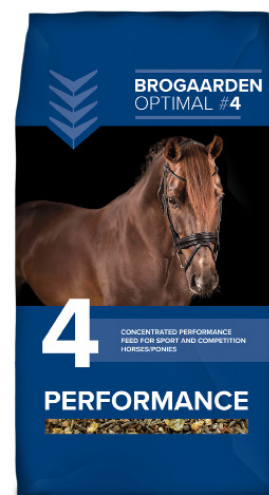 BROGAARDEN
OPTIMAL #4
4
CONCENTRATED PERFORMANCE
FEED FOR SPORT AND COMPETITION
HORSES/PONIES
PERFORMANCE